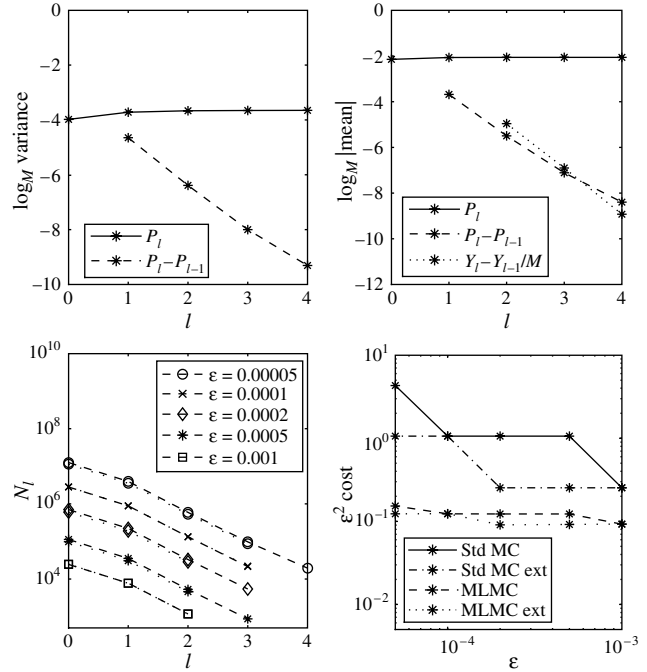 0
−2
−4
−6
−8
−10
log_M variance
P_l
P_l−P_{l−1}
0
1
2
3
4
l
0
−2
−4
−6
−8
−10
−12
log_M |mean|
P_l
P_l−P_{l−1}
Y_l−Y_{l−1}/M
0
1
2
3
4
l
10^{10}
10^8
10^6
10^4
N_l
ε = 0.00005
ε = 0.0001
ε = 0.0002
ε = 0.0005
ε = 0.001
0
1
2
3
4
l
10^1
10^0
10^{−1}
10^{−2}
ε^2 cost
Std MC
Std MC ext
MLMC
MLMC ext
10^{−4}
10^{−3}
ε